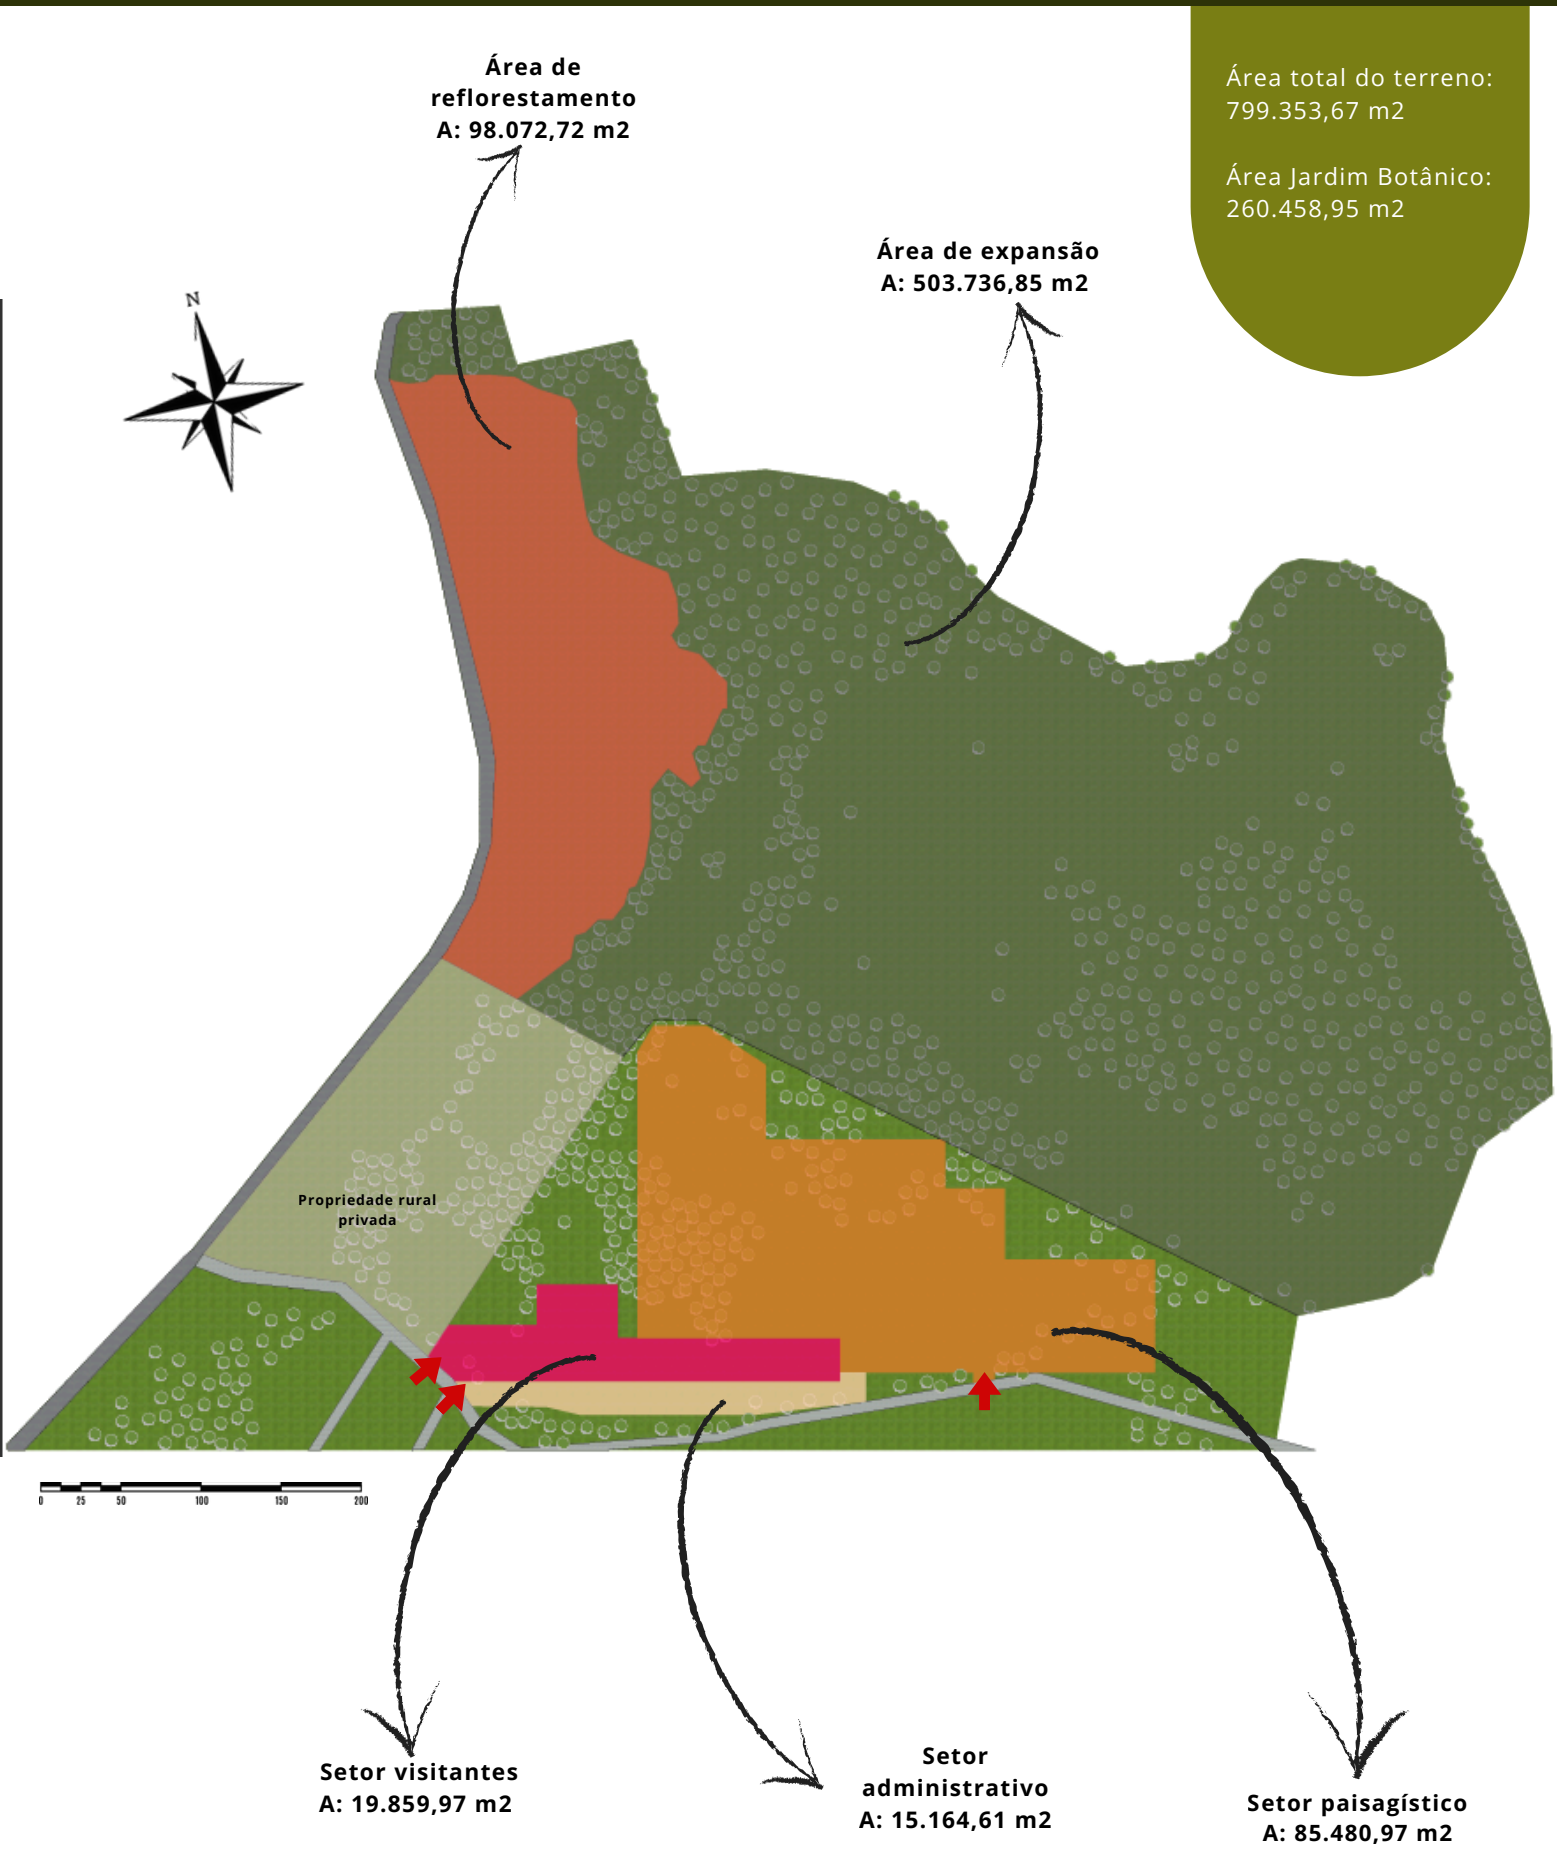 Área de
reflorestamento
A: 98.072,72 m2
Área total do terreno:
799.353,67 m2
Área Jardim Botânico:
260.458,95 m2
Área de expansão
A: 503.736,85 m2
N
Propriedade rural
privada
0 25 50 100 150 200
Setor visitantes
A: 19.859,97 m2
Setor
administrativo
A: 15.164,61 m2
Setor paisagístico
A: 85.480,97 m2